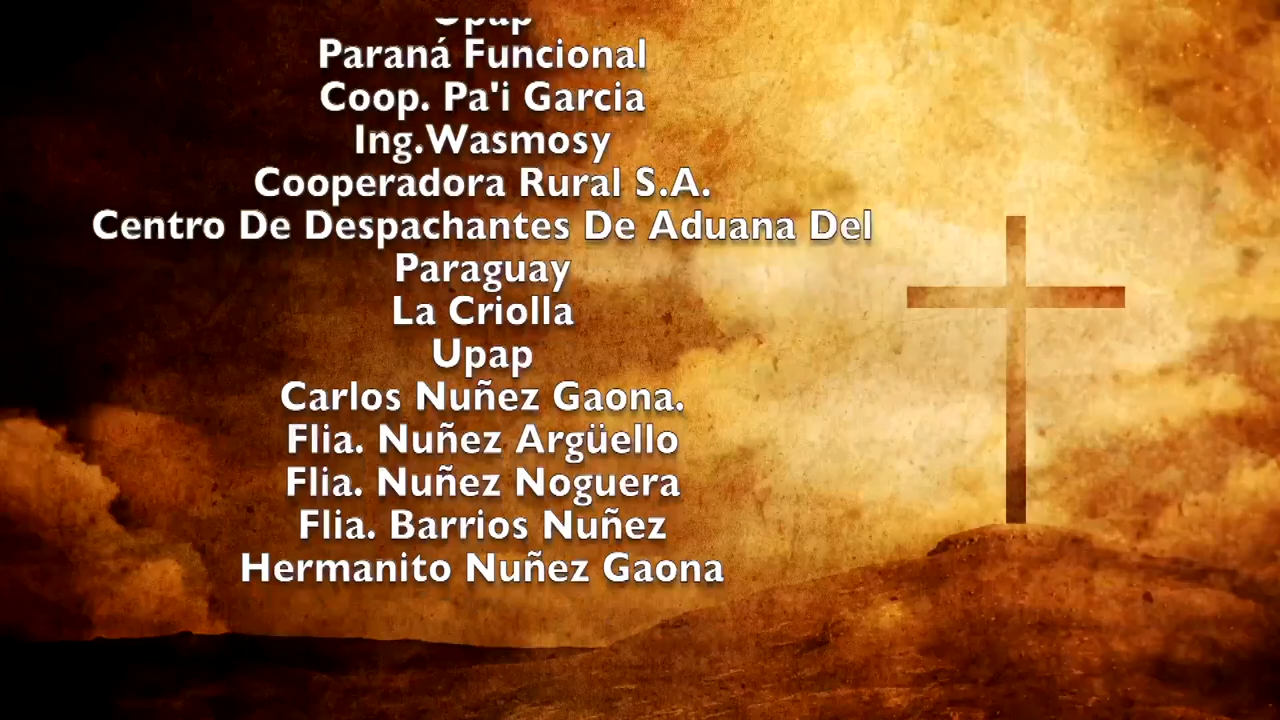 Upap
Paraná Funcional
Coop. Pa'i Garcia
Ing.Wasmosy
Cooperadora Rural S.A.
Centro De Despachantes De Aduana Del
Paraguay
La Criolla
Upap
Carlos Nuñez Gaona.
Flia. Nuñez Argüello
Flia. Nuñez Noguera
Flia. Barrios Nuñez
Hermanito Nuñez Gaona